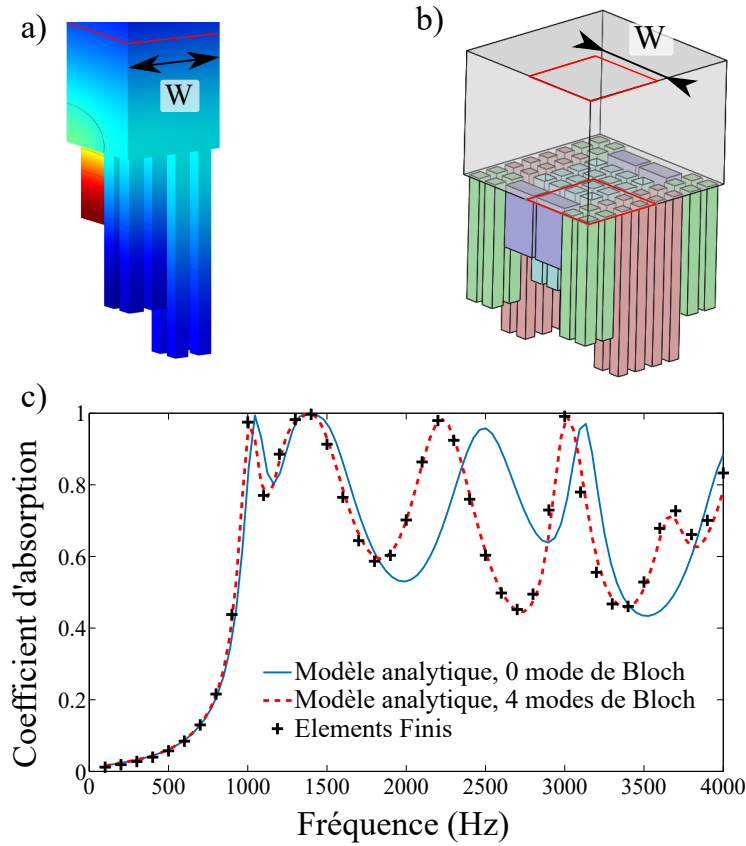 a)
W
b)
W
c)
Coefficient d'absorption
1
0.8
0.6
0.4
0.2
0
Modèle analytique, 0 mode de Bloch
Modèle analytique, 4 modes de Bloch
Elements Finis
0 500 1000 1500 2000 2500 3000 3500 4000
Fréquence (Hz)